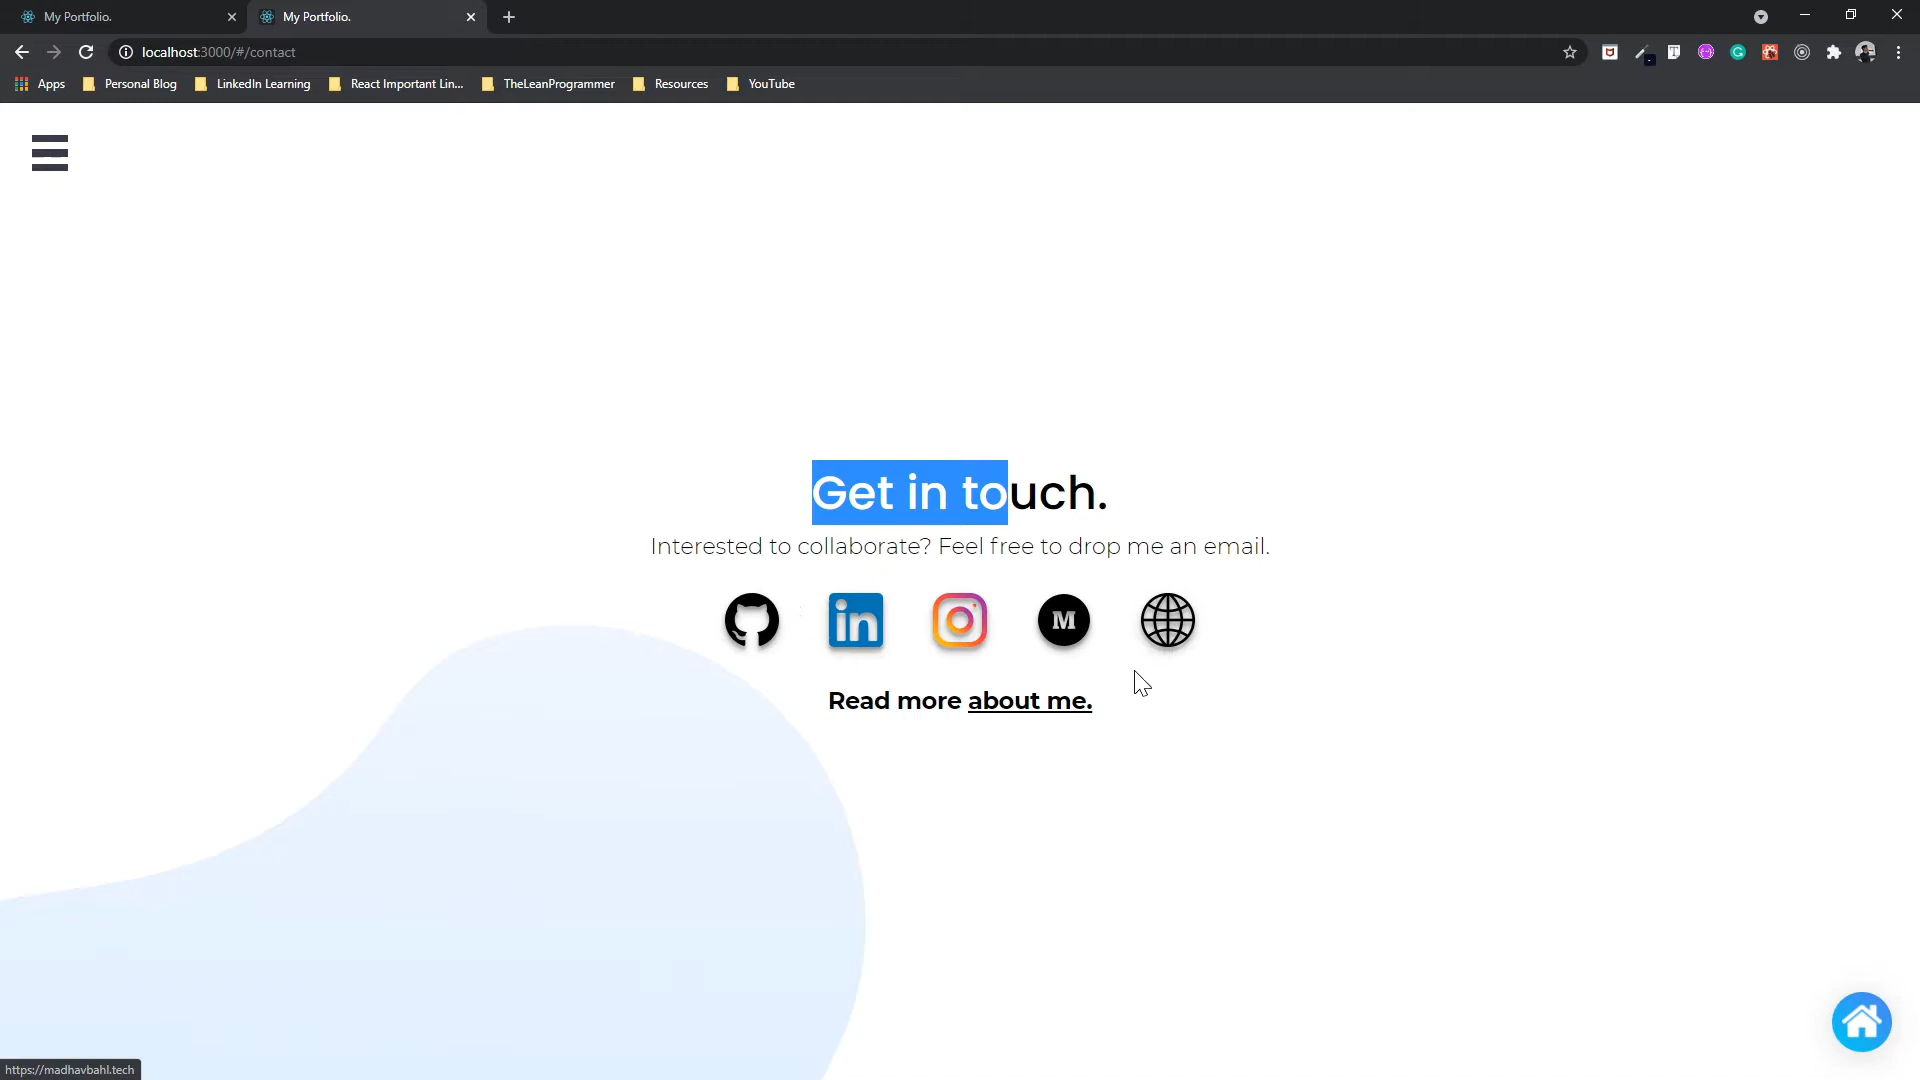 My Portfolio.
My Portfolio.
localhost:3000/#/contact
Apps
Personal Blog
LinkedIn Learning
React Important Lin...
TheLeanProgrammer
Resources
YouTube
Get in touch.
Interested to collaborate? Feel free to drop me an email.
in
M
Read more about me.
https://madhavbahl.tech